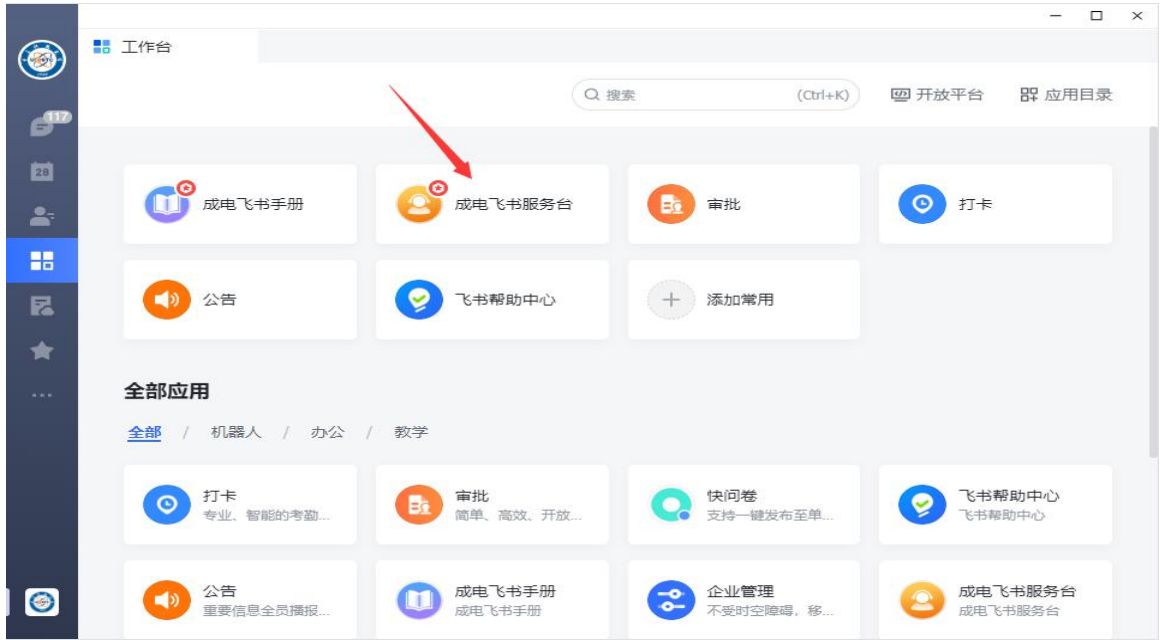 工作台
搜索 (Ctrl+K)
开放平台
应用目录
117
28
成电飞书手册
成电飞书服务台
审批
打卡
公告
飞书帮助中心
添加常用
全部应用
全部 / 机器人 / 办公 / 教学
打卡
专业、智能的考勤...
审批
简单、高效、开放...
快问卷
支持一键发布至单...
飞书帮助中心
飞书帮助中心
公告
重要信息全员播报...
成电飞书手册
成电飞书手册
企业管理
不受时空障碍，移...
成电飞书服务台
成电飞书服务台